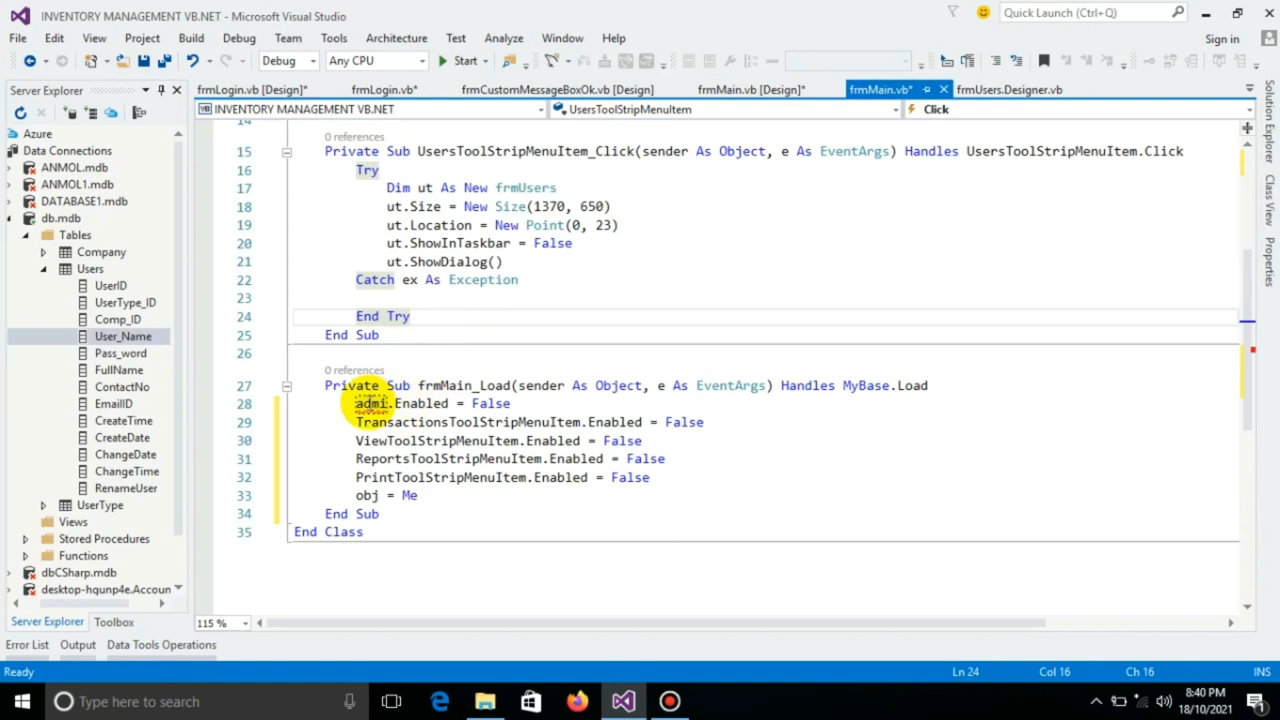 INVENTORY MANAGEMENT VB.NET - Microsoft Visual Studio
Quick Launch (Ctrl+Q)
File Edit View Project Build Debug Team Tools Architecture Test Analyze Window Help
Sign in
Debug Any CPU Start
Server Explorer
frmLogin.vb [Design]* frmLogin.vb* frmCustomMessageBoxOk.vb [Design] frmMain.vb [Design]* frmMain.vb* frmUsers.Designer.vb
INVENTORY MANAGEMENT VB.NET UsersToolStripMenuItem Click
Azure
Data Connections
ANMOL.mdb
ANMOL1.mdb
DATABASE1.mdb
db.mdb
Tables
Company
Users
UserID
UserType_ID
Comp_ID
User_Name
Pass_word
FullName
ContactNo
EmailID
CreateTime
CreateDate
ChangeDate
ChangeTime
RenameUser
UserType
Views
Stored Procedures
Functions
dbCSharp.mdb
desktop-hqunp4e.Accoun
Server Explorer Toolbox
14
0 references
15 Private Sub UsersToolStripMenuItem_Click(sender As Object, e As EventArgs) Handles UsersToolStripMenuItem.Click
16 Try
17 Dim ut As New frmUsers
18 ut.Size = New Size(1370, 650)
19 ut.Location = New Point(0, 23)
20 ut.ShowInTaskbar = False
21 ut.ShowDialog()
22 Catch ex As Exception
23
24 End Try
25 End Sub
26
0 references
27 Private Sub frmMain_Load(sender As Object, e As EventArgs) Handles MyBase.Load
28 admi.Enabled = False
29 TransactionsToolStripMenuItem.Enabled = False
30 ViewToolStripMenuItem.Enabled = False
31 ReportsToolStripMenuItem.Enabled = False
32 PrintToolStripMenuItem.Enabled = False
33 obj = Me
34 End Sub
35 End Class
115 %
Solution Explorer
Class View
Properties
Error List Output Data Tools Operations
Ready Ln 24 Col 16 Ch 16 INS
Type here to search
8:40 PM
18/10/2021
1